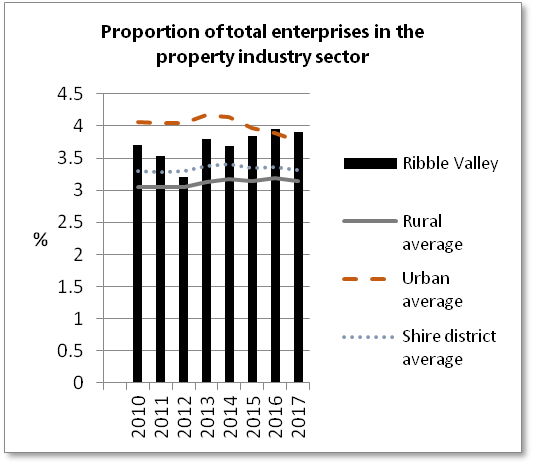 Proportion of total enterprises in the
property industry sector
4.5
4
3.5
3
2.5
2
1.5
1
0.5
0
%
2010
2011
2012
2013
2014
2015
2016
2017
Ribble Valley
Rural
average
Urban
average
Shire district
average